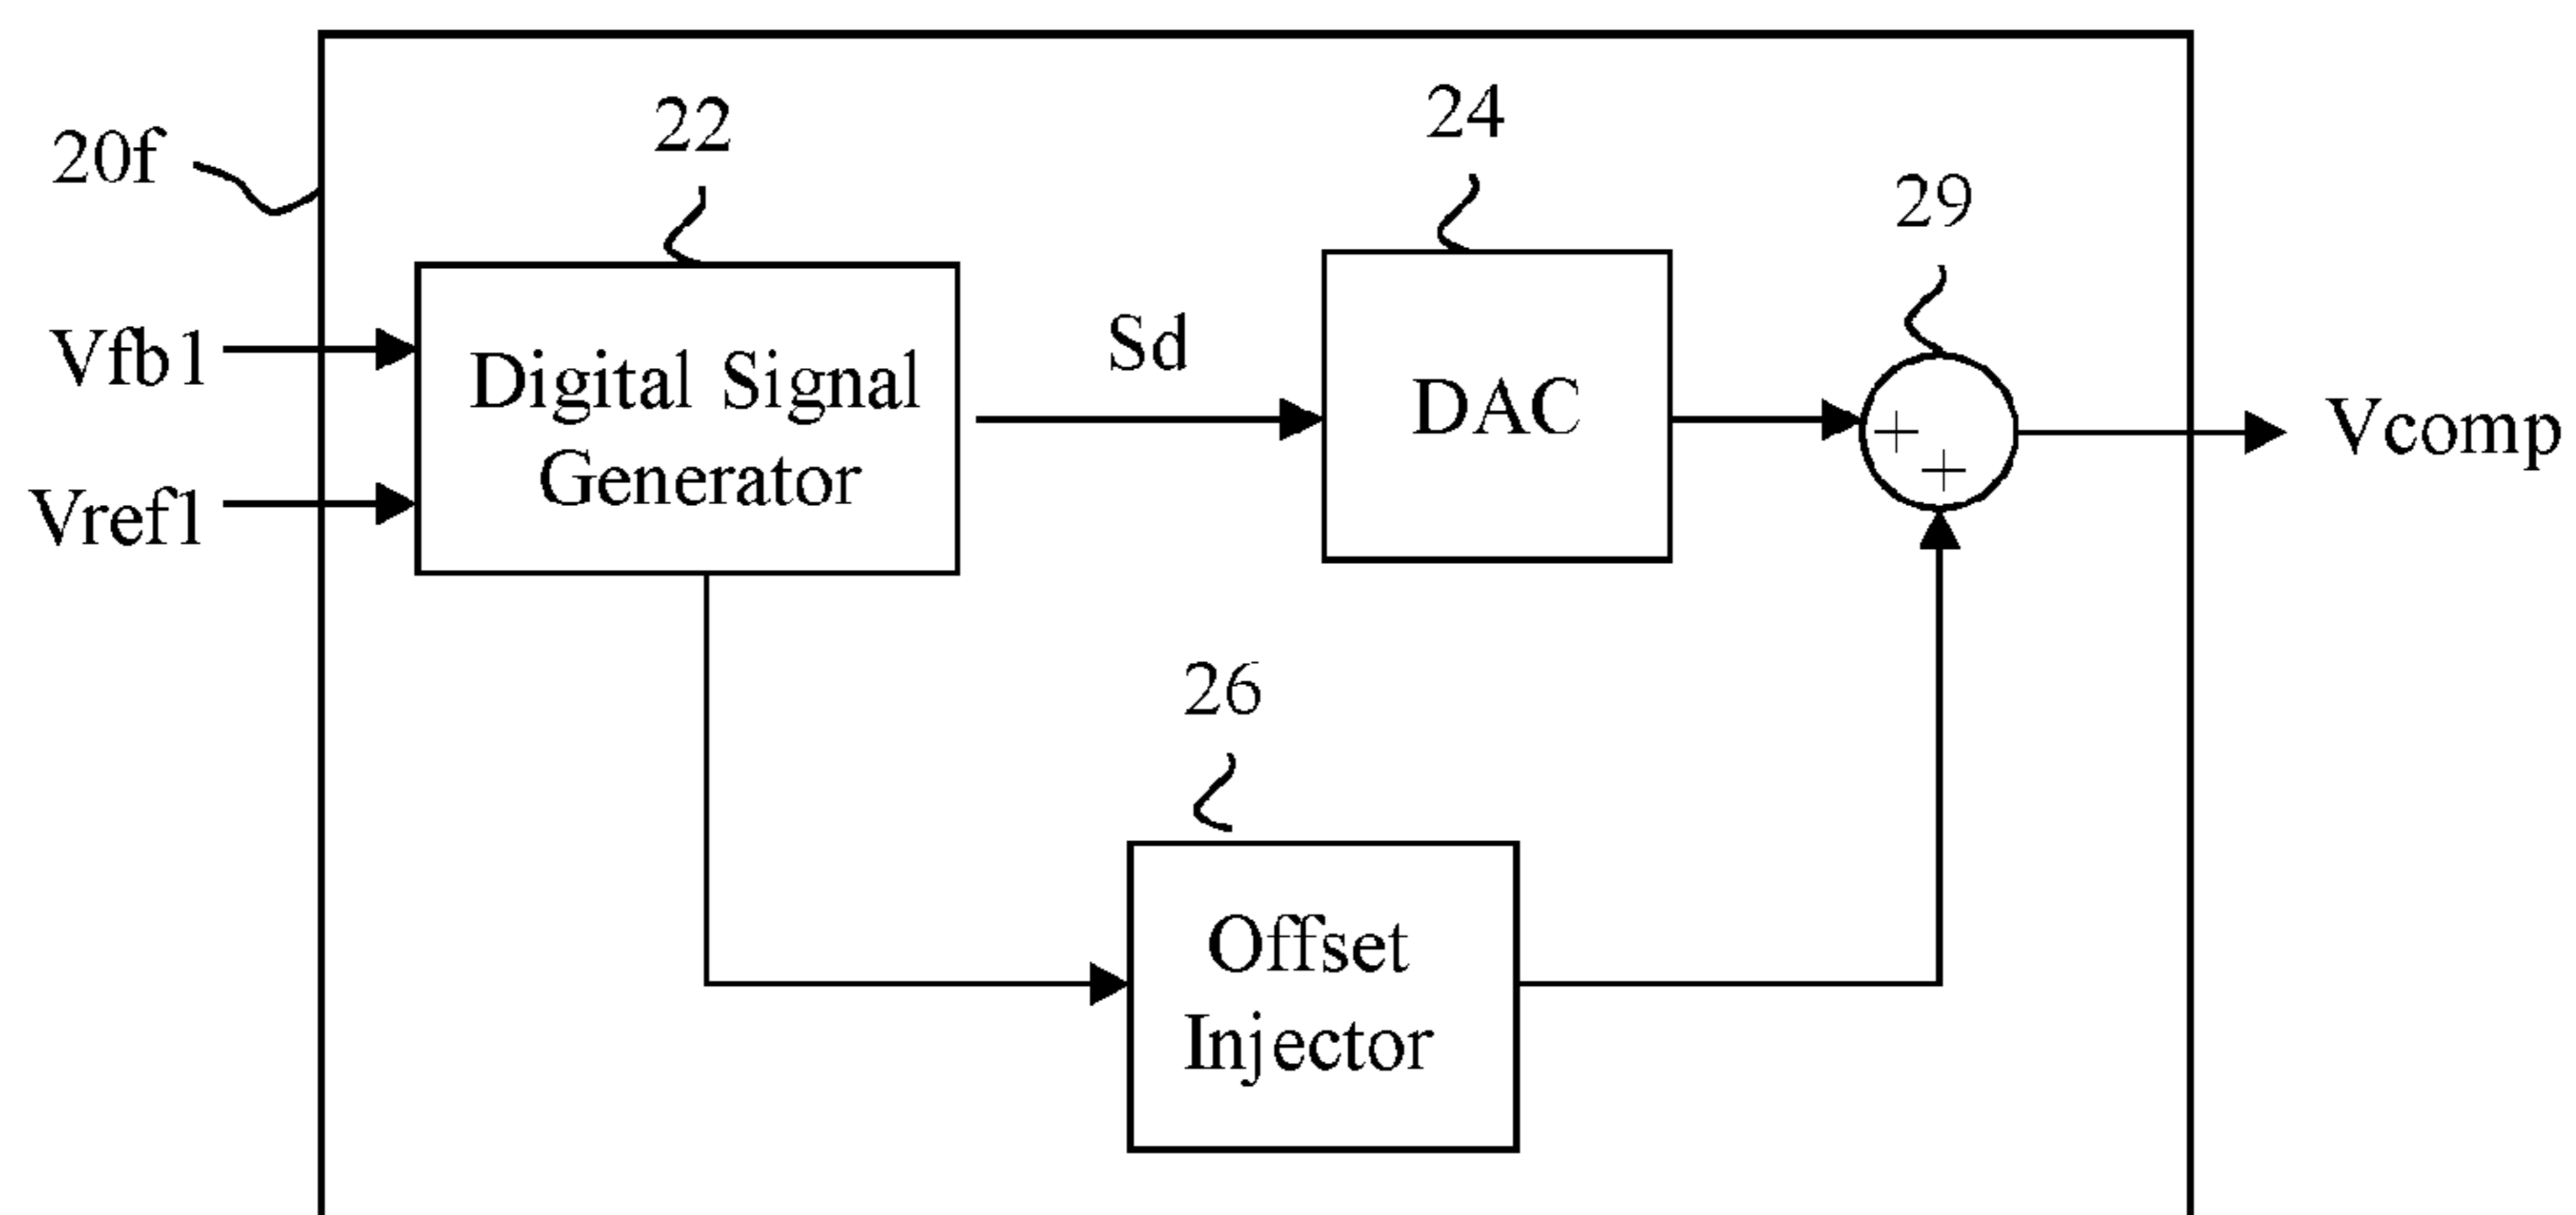 20f
22
24
29
Vfb1
Vref1
Digital Signal
Generator
Sd
DAC
+
+
Vcomp
26
Offset
Injector